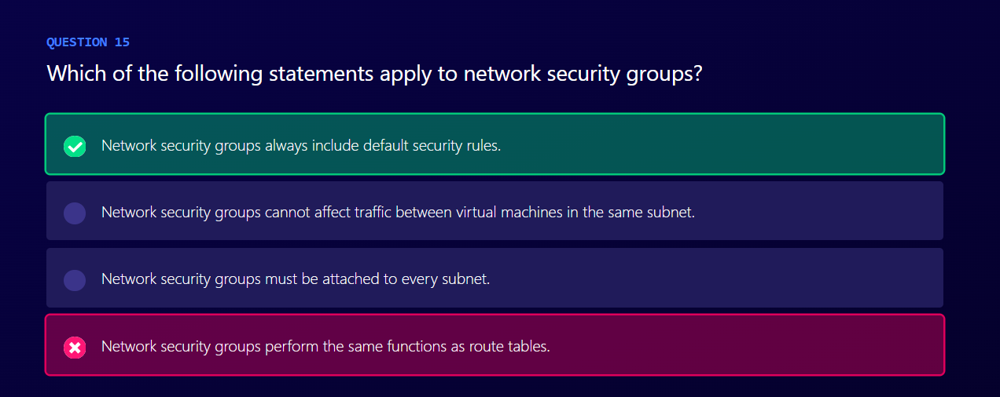 QUESTION 15
Which of the following statements apply to network security groups?
Network security groups always include default security rules.
Network security groups cannot affect traffic between virtual machines in the same subnet.
Network security groups must be attached to every subnet.
Network security groups perform the same functions as route tables.